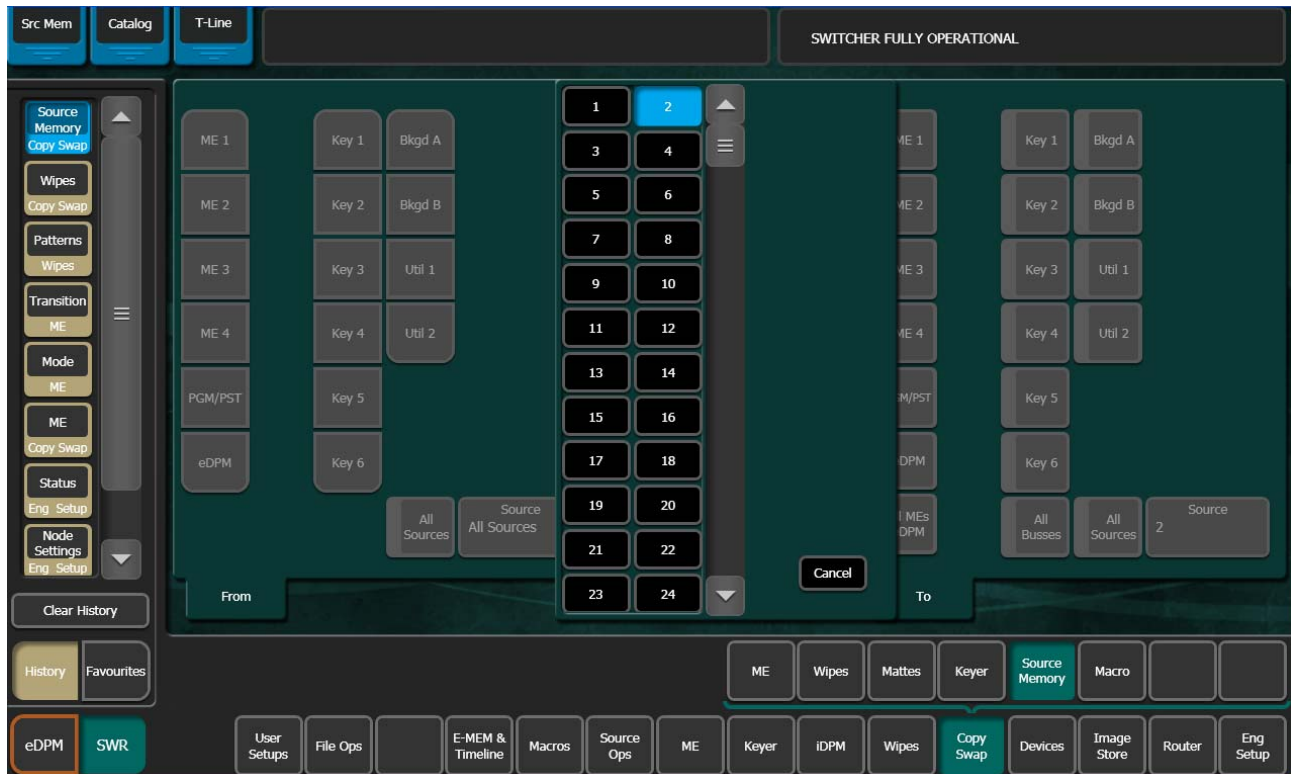 Src Mem
Catalog
T-Line
SWITCHER FULLY OPERATIONAL
Source
Memory
Copy Swap
Wipes
Copy Swap
Patterns
Wipes
Transition
ME
Mode
ME
ME
Copy Swap
Status
Eng Setup
Node
Settings
Eng Setup
Clear History
History
Favourites
ME 1
Key 1
Bkgd A
ME 2
Key 2
Bkgd B
ME 3
Key 3
Util 1
ME 4
Key 4
Util 2
PGM/PST
Key 5
eDPM
Key 6
All
Sources
Source
All Sources
From
1
2
3
4
5
6
7
8
9
10
11
12
13
14
15
16
17
18
19
20
21
22
23
24
Cancel
ME 1
Key 1
Bkgd A
ME 2
Key 2
Bkgd B
ME 3
Key 3
Util 1
ME 4
Key 4
Util 2
M/PST
Key 5
DPM
Key 6
l MEs
DPM
All
Busses
All
Sources
Source
2
To
ME
Wipes
Mattes
Keyer
Source
Memory
Macro
eDPM
SWR
User
Setups
File Ops
E-MEM &
Timeline
Macros
Source
Ops
ME
Keyer
iDPM
Wipes
Copy
Swap
Devices
Image
Store
Router
Eng
Setup